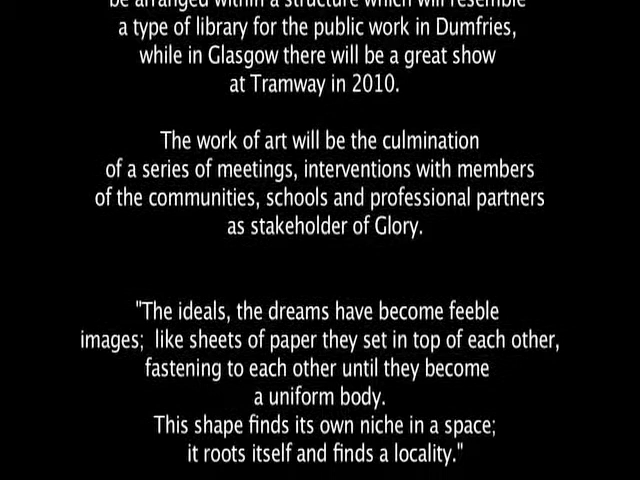 be arranged within a structure which will resemble
a type of library for the public work in Dumfries,
while in Glasgow there will be a great show
at Tramway in 2010.
The work of art will be the culmination
of a series of meetings, interventions with members
of the communities, schools and professional partners
as stakeholder of Glory.
"The ideals, the dreams have become feeble
images;  like sheets of paper they set in top of each other,
fastening to each other until they become
a uniform body.
This shape finds its own niche in a space;
it roots itself and finds a locality."